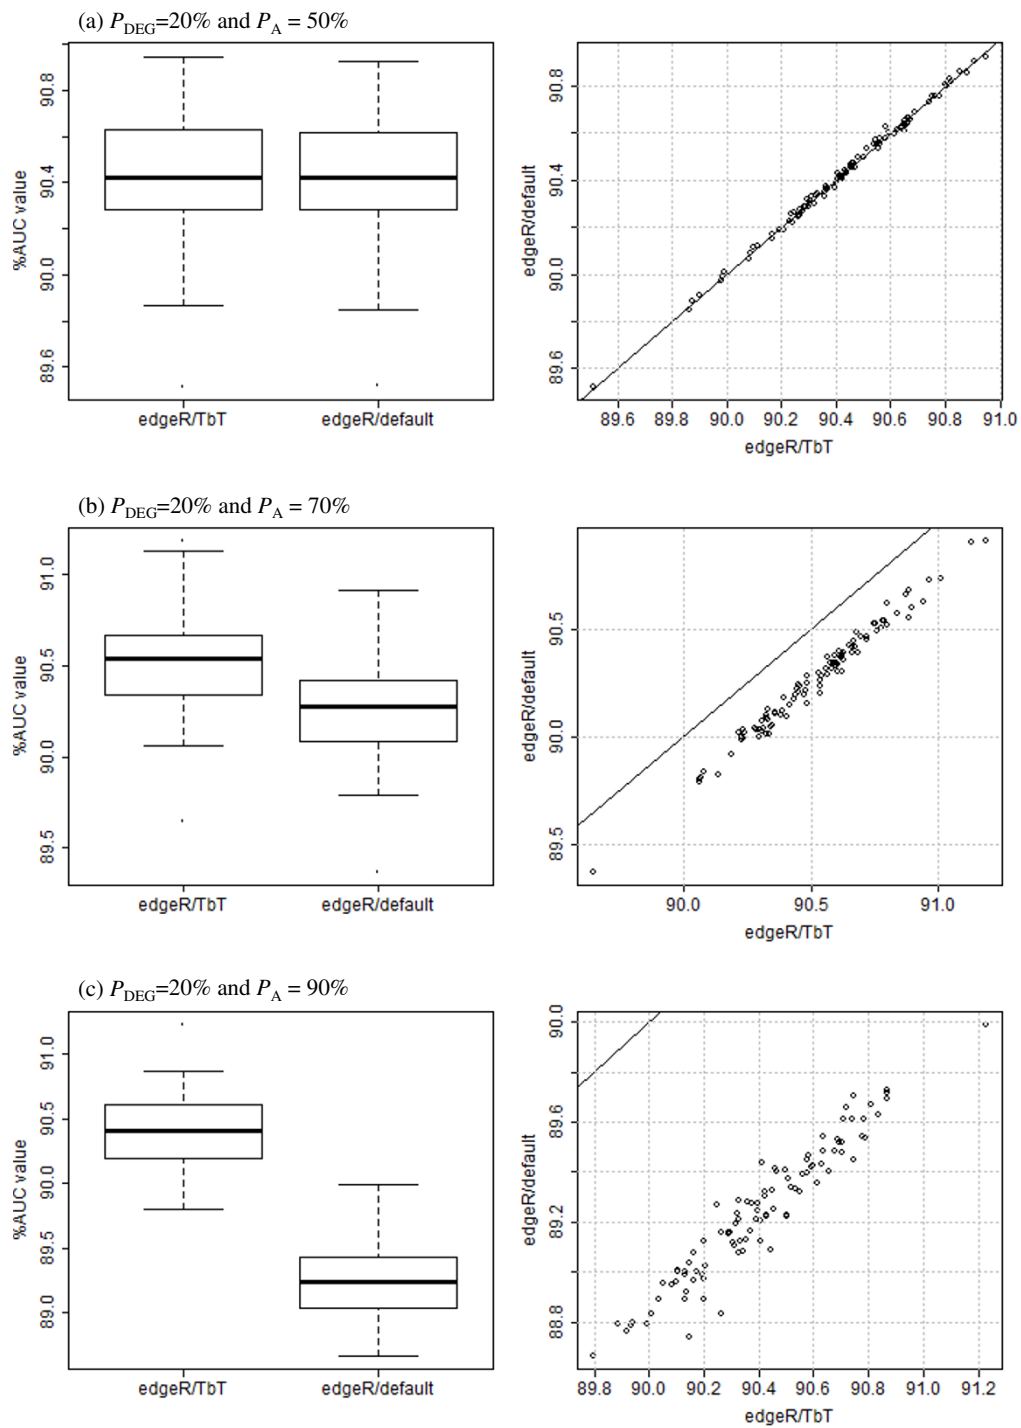 (a) P_DEG=20% and P_A = 50%
%AUC value
89.6 90.0 90.4 90.8
edgeR/TbT edgeR/default
edgeR/default
89.6 90.0 90.4 90.8
89.6 89.8 90.0 90.2 90.4 90.6 90.8 91.0
edgeR/TbT
(b) P_DEG=20% and P_A = 70%
%AUC value
89.5 90.0 90.5 91.0
edgeR/TbT edgeR/default
edgeR/default
89.5 90.0 90.5
90.0 90.5 91.0
edgeR/TbT
(c) P_DEG=20% and P_A = 90%
%AUC value
89.0 89.5 90.0 90.5 91.0
edgeR/TbT edgeR/default
edgeR/default
88.8 89.2 89.6 90.0
89.8 90.0 90.2 90.4 90.6 90.8 91.0 91.2
edgeR/TbT